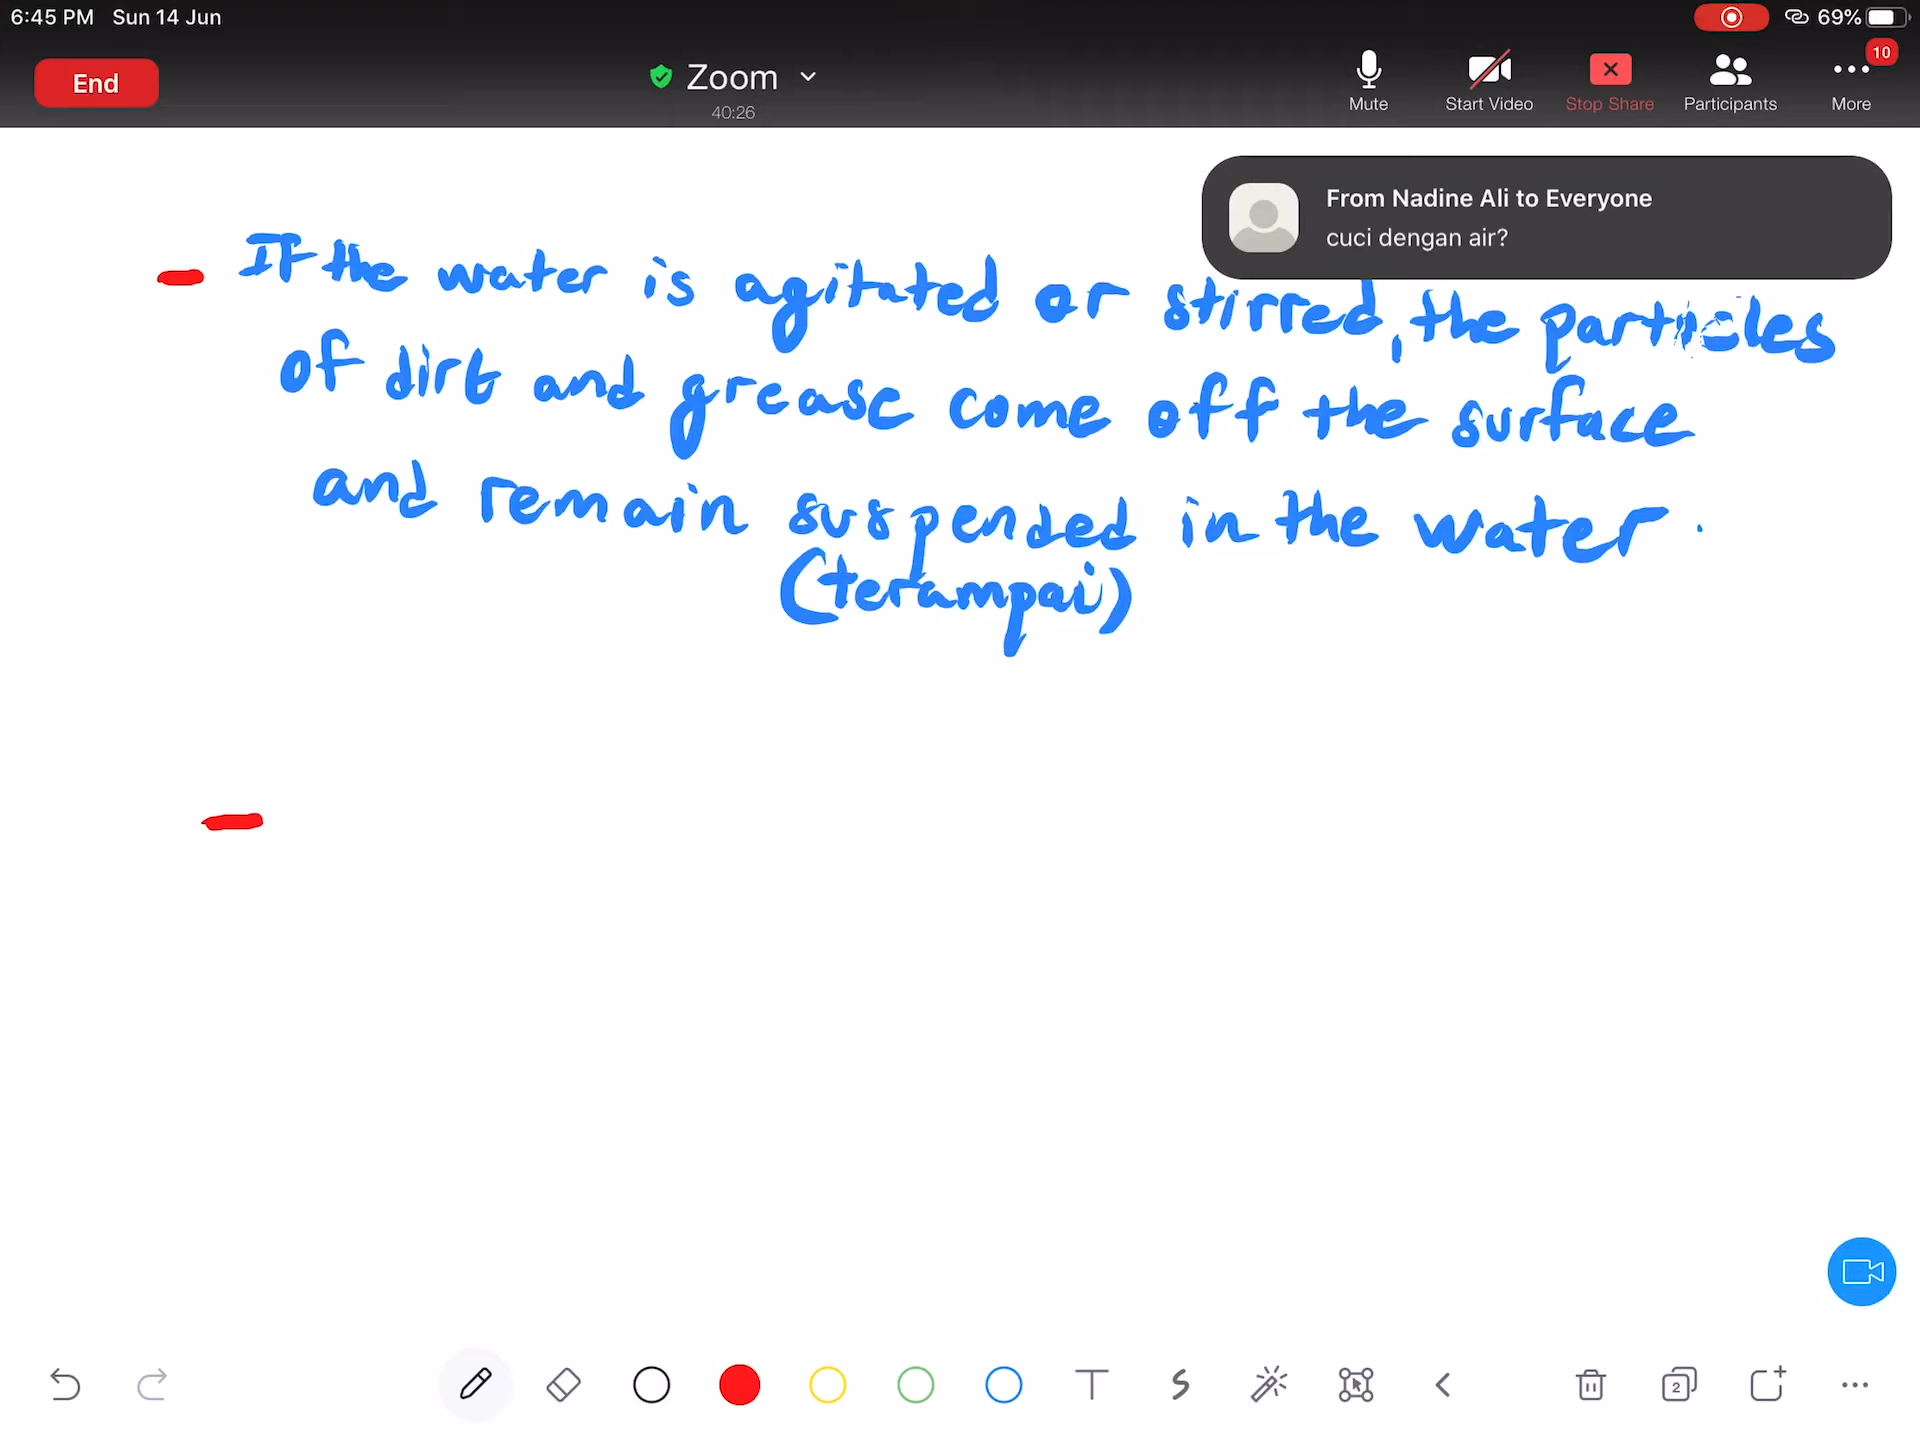 6:45 PM Sun 14 Jun
69%
End
Zoom
40:26
Mute
Start Video
Stop Share
Participants
10
More
From Nadine Ali to Everyone
cuci dengan air?
If the water is agitated or stirred, the particles
of dirt and grease come off the surface
and remain suspended in the water.
(terampai)
T
2